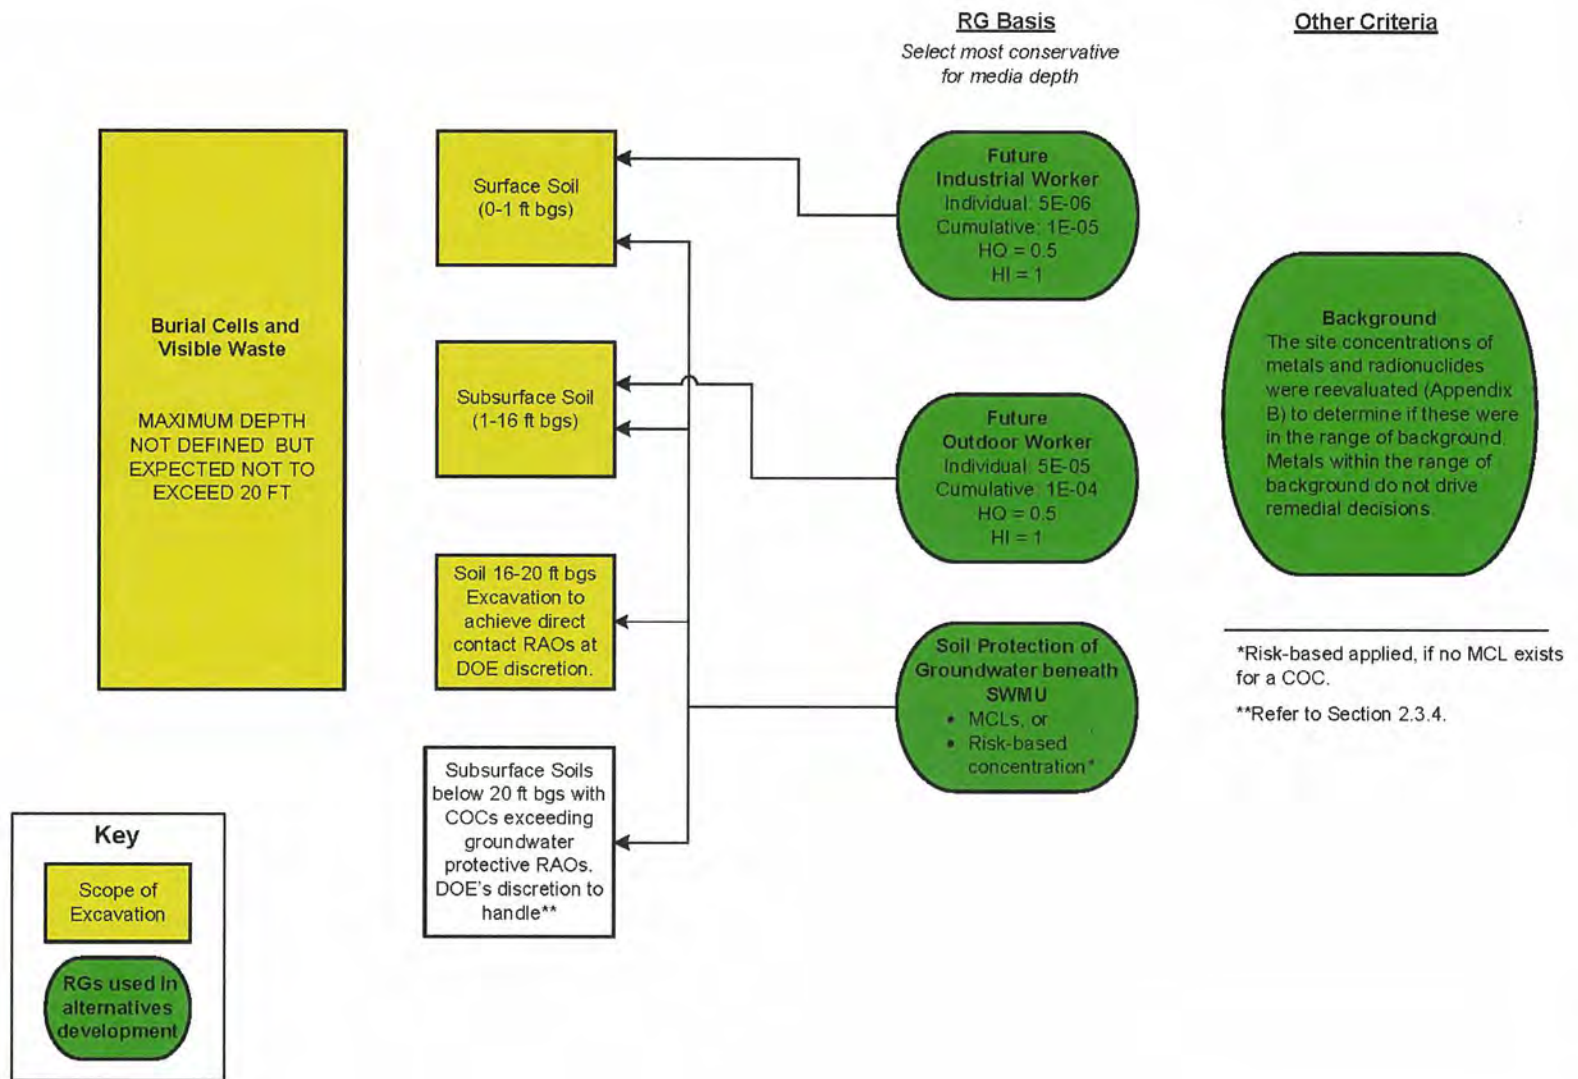 RG Basis
Select most conservative
for media depth
Other Criteria
Burial Cells and
Visible Waste
MAXIMUM DEPTH
NOT DEFINED BUT
EXPECTED NOT TO
EXCEED 20 FT
Surface Soil
(0-1 ft bgs)
Subsurface Soil
(1-16 ft bgs)
Soil 16-20 ft bgs
Excavation to
achieve direct
contact RAOs at
DOE discretion.
Subsurface Soils
below 20 ft bgs with
COCs exceeding
groundwater
protective RAOs.
DOE's discretion to
handle**
Future
Industrial Worker
Individual: 5E-06
Cumulative: 1E-05
HQ = 0.5
HI = 1
Future
Outdoor Worker
Individual: 5E-05
Cumulative: 1E-04
HQ = 0.5
HI = 1
Soil Protection of
Groundwater beneath
SWMU
• MCLs, or
• Risk-based
concentration*
Background
The site concentrations of
metals and radionuclides
were reevaluated (Appendix
B) to determine if these were
in the range of background.
Metals within the range of
background do not drive
remedial decisions.
*Risk-based applied, if no MCL exists
for a COC.
**Refer to Section 2.3.4.
Key
Scope of
Excavation
RGs used in
alternatives
development